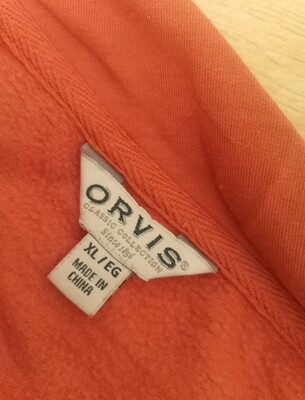 ORVIS®
CLASSIC COLLECTION
Since 1856
XL/EG
MADE IN
CHINA